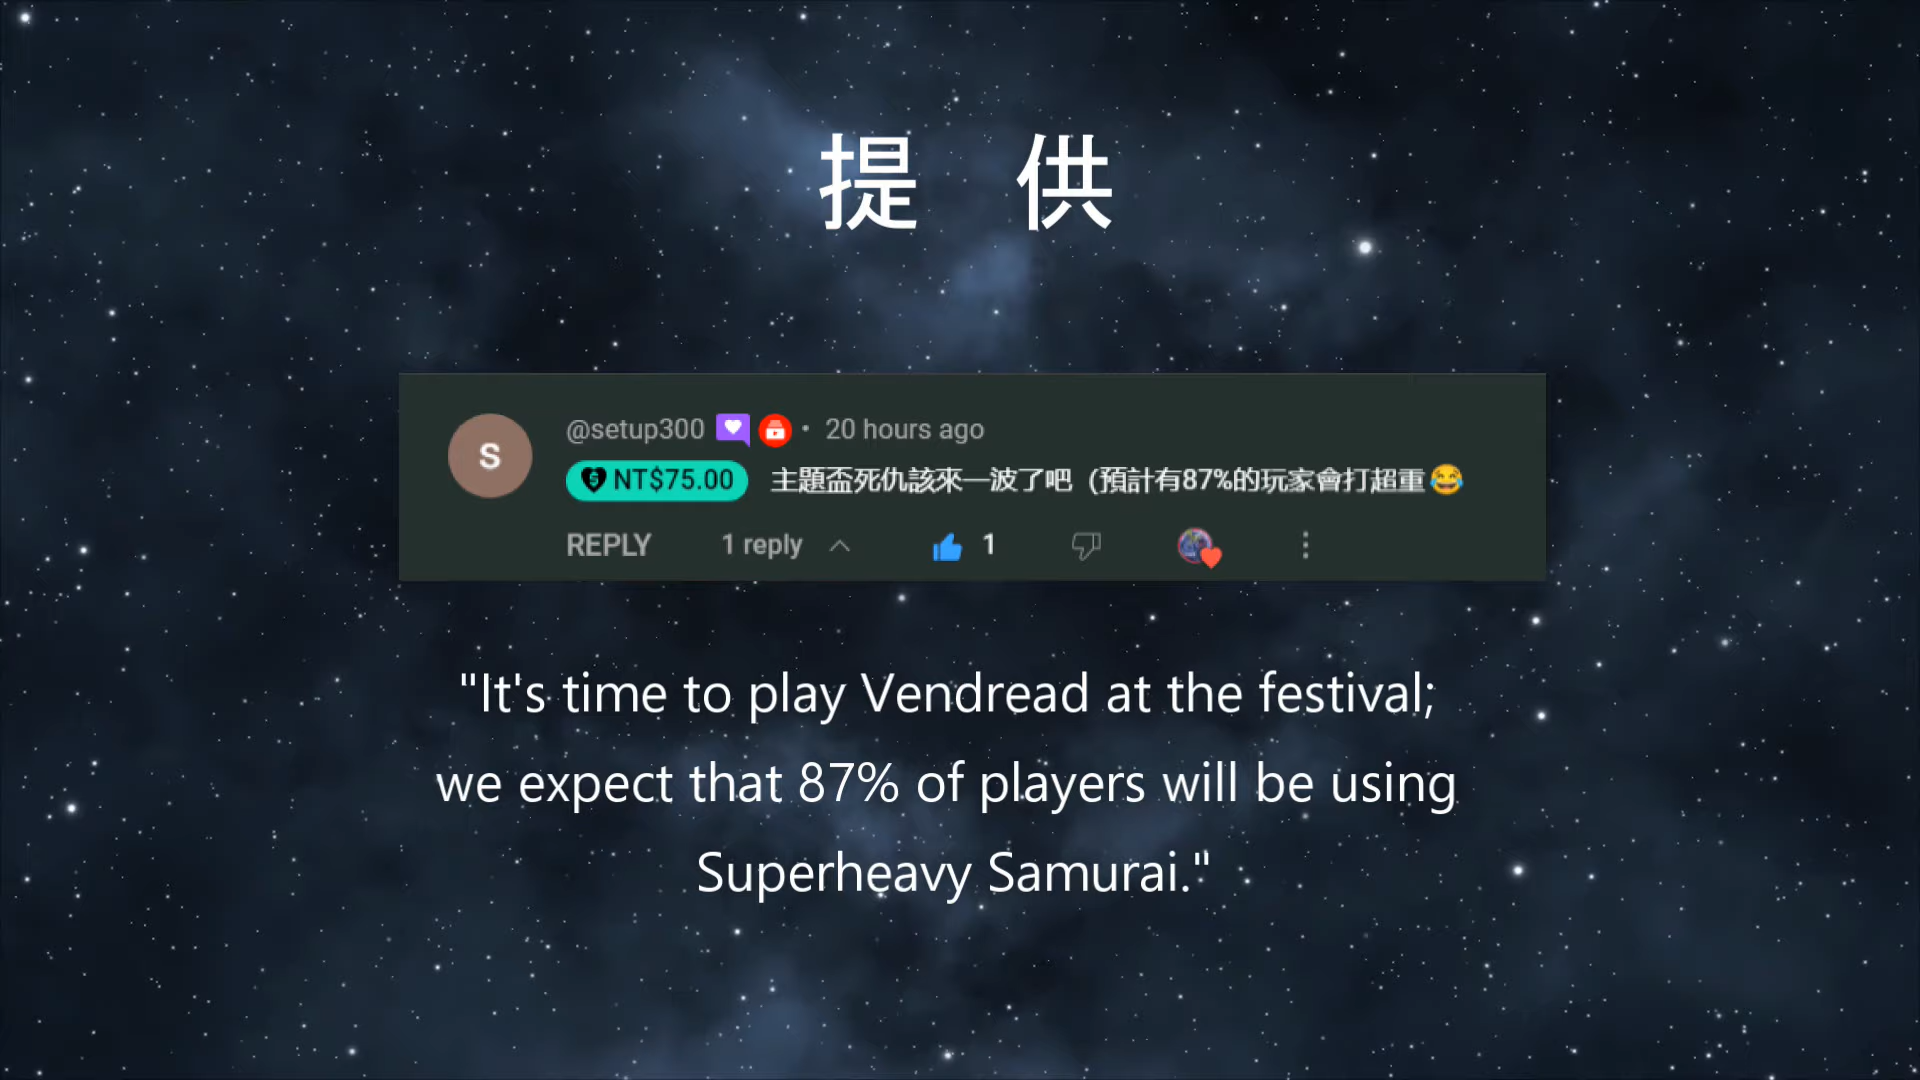 提 供
S
@setup300 • 20 hours ago
NT$75.00 主題盃死仇該來一波了吧 (預計有87%的玩家會打超重😂
REPLY 1 reply 1
"It's time to play Vendread at the festival;
we expect that 87% of players will be using
Superheavy Samurai."